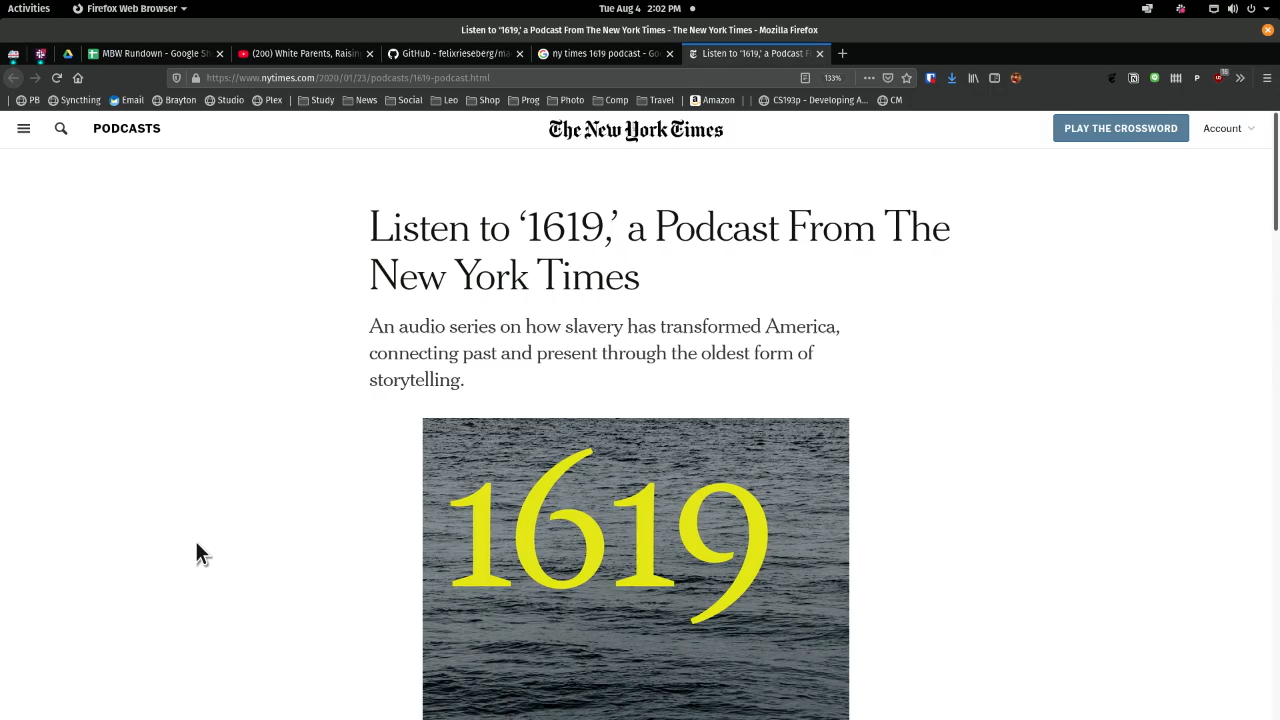 Activities Firefox Web Browser Tue Aug 4 2:02 PM
Listen to ‘1619,’ a Podcast From The New York Times - The New York Times - Mozilla Firefox
MBW Rundown - Google Sh (200) White Parents, Raisin GitHub - felixrieseberg/ma ny times 1619 podcast - Go Listen to ‘1619,’ a Podcast F
https://www.nytimes.com/2020/01/23/podcasts/1619-podcast.html 133%
PB Syncthing Email Brayton Studio Plex Study News Social Leo Shop Prog Photo Comp Travel Amazon CS193p - Developing A... CM
PODCASTS The New York Times PLAY THE CROSSWORD Account
Listen to ‘1619,’ a Podcast From The
New York Times
An audio series on how slavery has transformed America,
connecting past and present through the oldest form of
storytelling.
1619